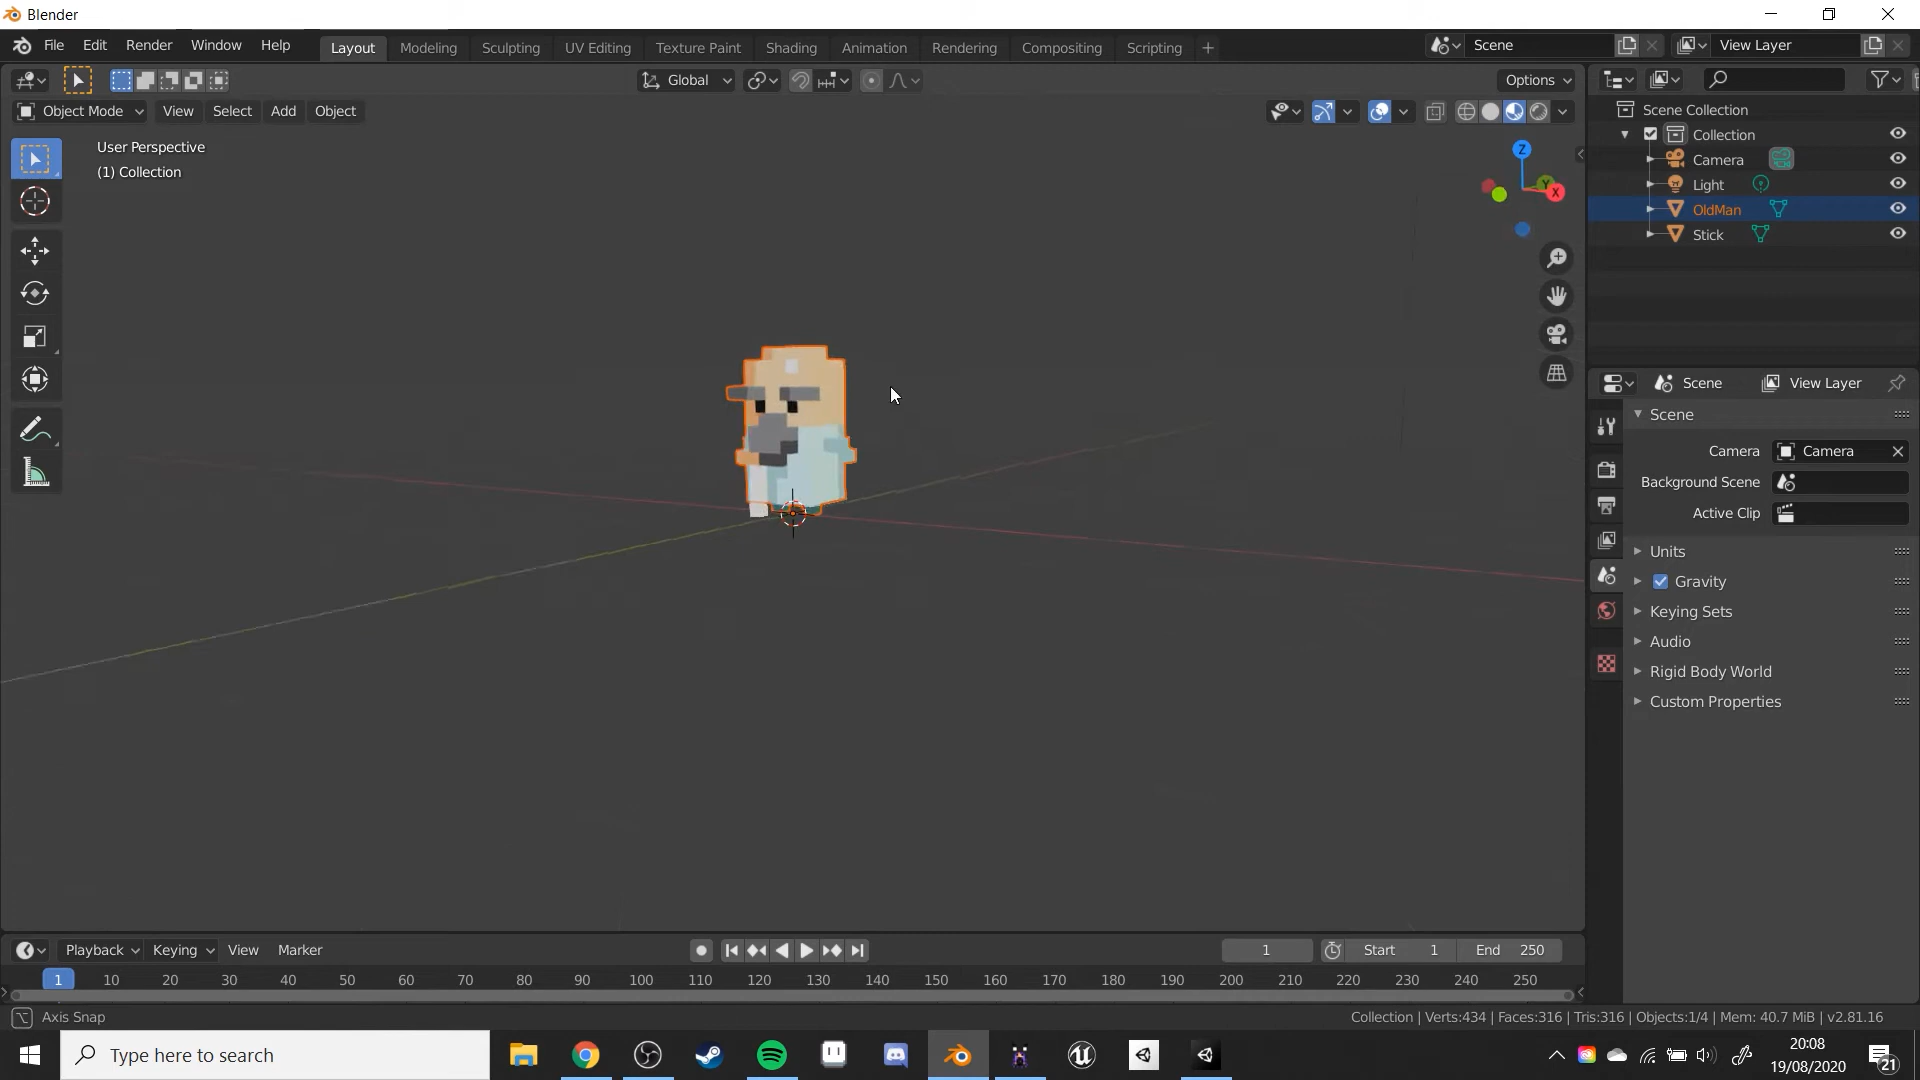 Blender
File Edit Render Window Help
Layout Modeling Sculpting UV Editing Texture Paint Shading Animation Rendering Compositing Scripting +
Scene
View Layer
Global
Options
Object Mode View Select Add Object
User Perspective
(1) Collection
Z
Y
X
Scene Collection
Collection
Camera
Light
OldMan
Stick
Scene View Layer
Scene
Camera Camera
Background Scene
Active Clip
Units
Gravity
Keying Sets
Audio
Rigid Body World
Custom Properties
Playback Keying View Marker
1
Start 1
End 250
1 10 20 30 40 50 60 70 80 90 100 110 120 130 140 150 160 170 180 190 200 210 220 230 240 250
Axis Snap
Collection | Verts:434 | Faces:316 | Tris:316 | Objects:1/4 | Mem: 40.7 MiB | v2.81.16
Type here to search
20:08
19/08/2020
21